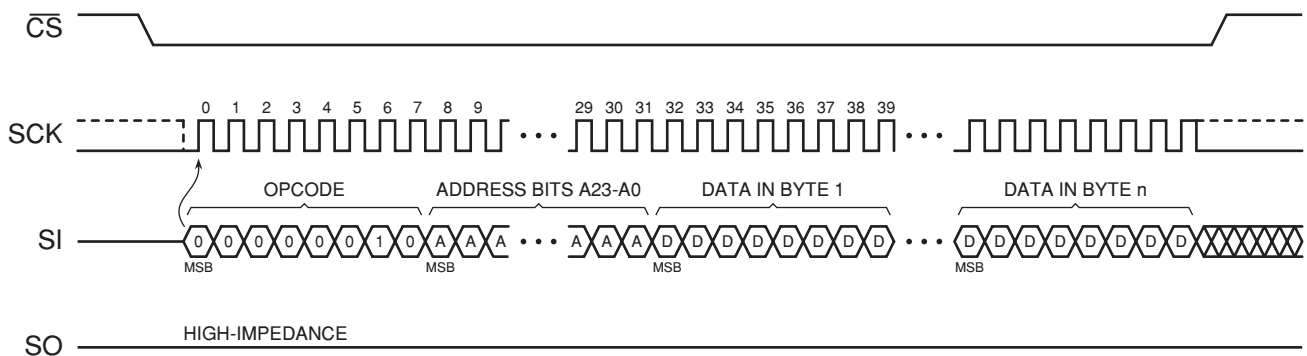 CS
0 1 2 3 4 5 6 7 8 9 29 30 31 32 33 34 35 36 37 38 39
SCK
OPCODE ADDRESS BITS A23-A0 DATA IN BYTE 1 DATA IN BYTE n
SI 0 0 0 0 0 0 1 0 A A A A A A D D D D D D D D D D D D D D D D
MSB MSB MSB MSB
HIGH-IMPEDANCE
SO